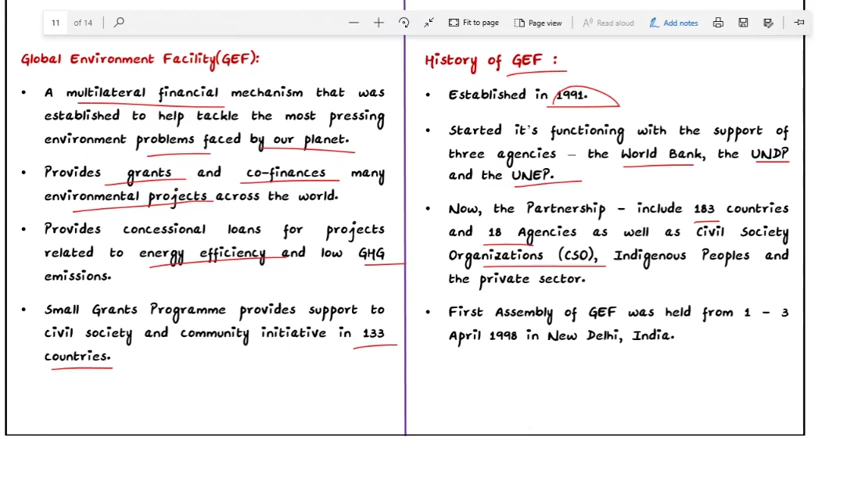 11 of 14
Fit to page
Page view
Read aloud
Add notes
Global Environment Facility(GEF):
• A multilateral financial mechanism that was
established to help tackle the most pressing
environment problems faced by our planet.
• Provides grants and co-finances many
environmental projects across the world.
• Provides concessional loans for projects
related to energy efficiency and low GHG
emissions.
• Small Grants Programme provides support to
civil society and community initiative in 133
countries.
History of GEF :
• Established in 1991.
• Started it's functioning with the support of
three agencies – the World Bank, the UNDP
and the UNEP.
• Now, the Partnership – include 183 countries
and 18 Agencies as well as Civil Society
Organizations (CSO), Indigenous Peoples and
the private sector.
• First Assembly of GEF was held from 1 – 3
April 1998 in New Delhi, India.